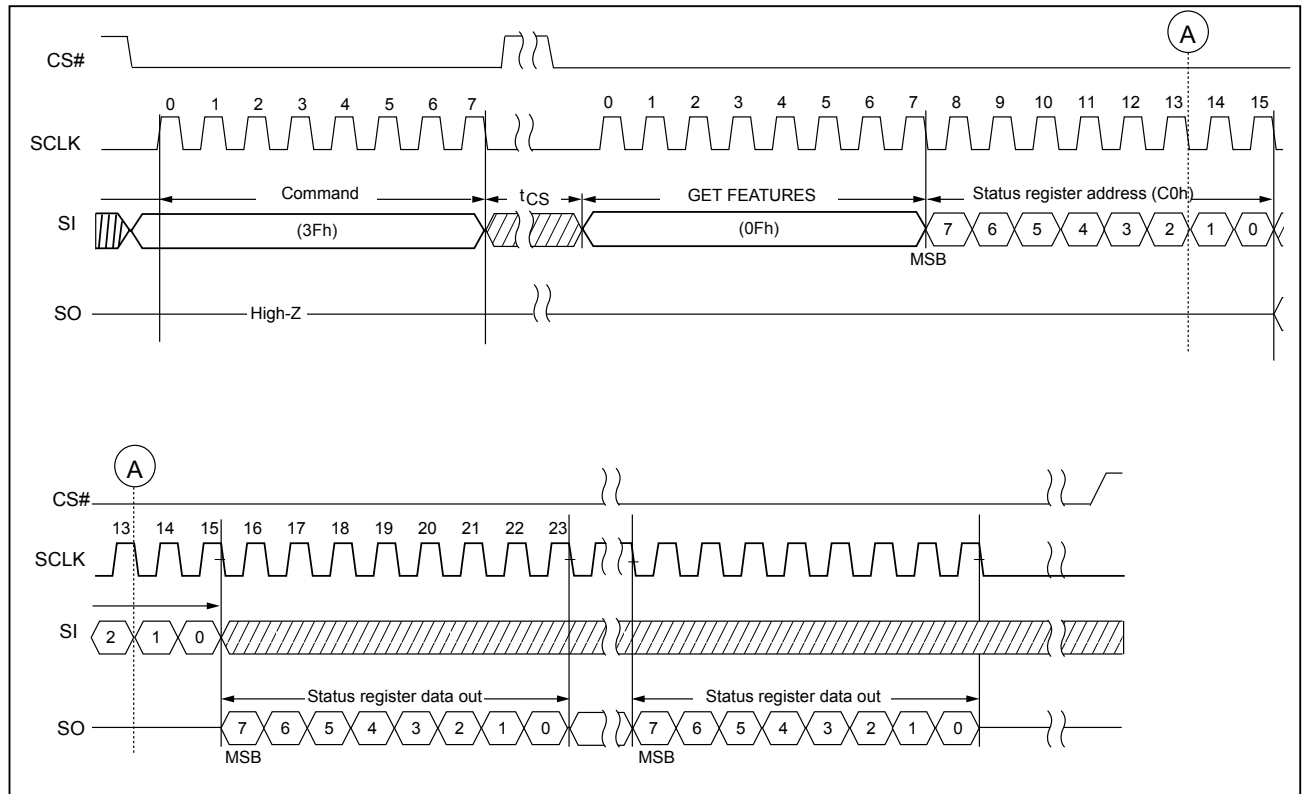 A
CS#
0 1 2 3 4 5 6 7 0 1 2 3 4 5 6 7 8 9 10 11 12 13 14 15
SCLK
Command tCS GET FEATURES Status register address (C0h)
SI (3Fh) (0Fh) 7 6 5 4 3 2 1 0
MSB
SO High-Z
A
CS#
13 14 15 16 17 18 19 20 21 22 23
SCLK
SI 2 1 0
Status register data out Status register data out
SO 7 6 5 4 3 2 1 0 7 6 5 4 3 2 1 0
MSB MSB